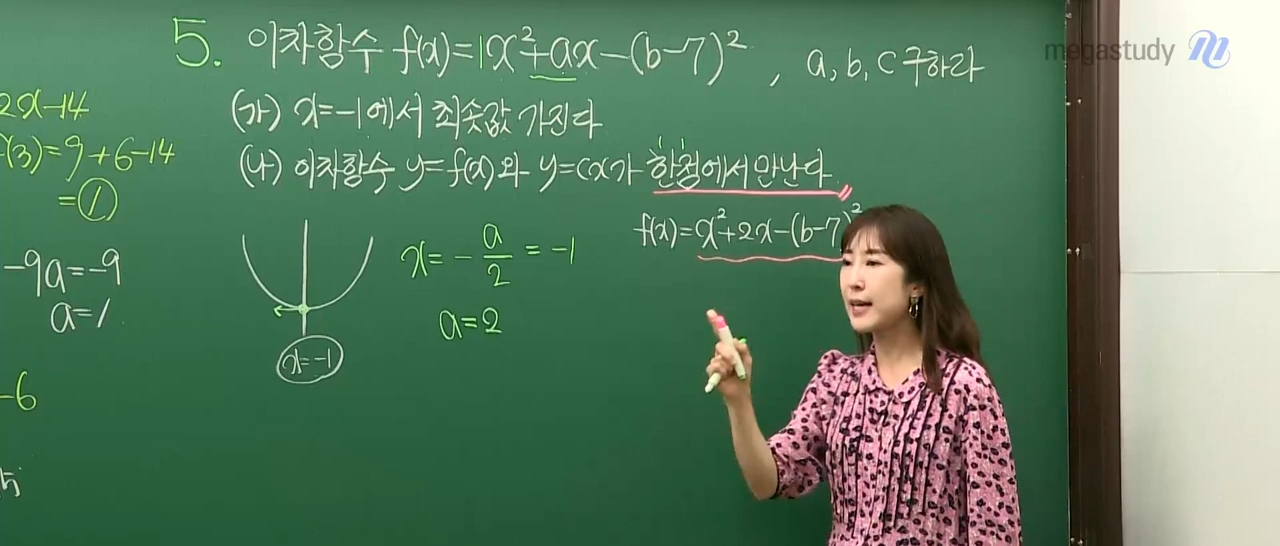 5. 이차함수 f(x)=1x²+ax-(b-7)², a, b, c 구하라
megastudy
(가) x=-1에서 최솟값 가진다
(나) 이차함수 y=f(x)와 y=cx가 한점에서 만난다.
f(x)=x²+2x-(b-7)²
x=-a/2=-1
a=2
x=-1
2x-14
(3)=9+6-14
=①
-9a=-9
a=1
-6